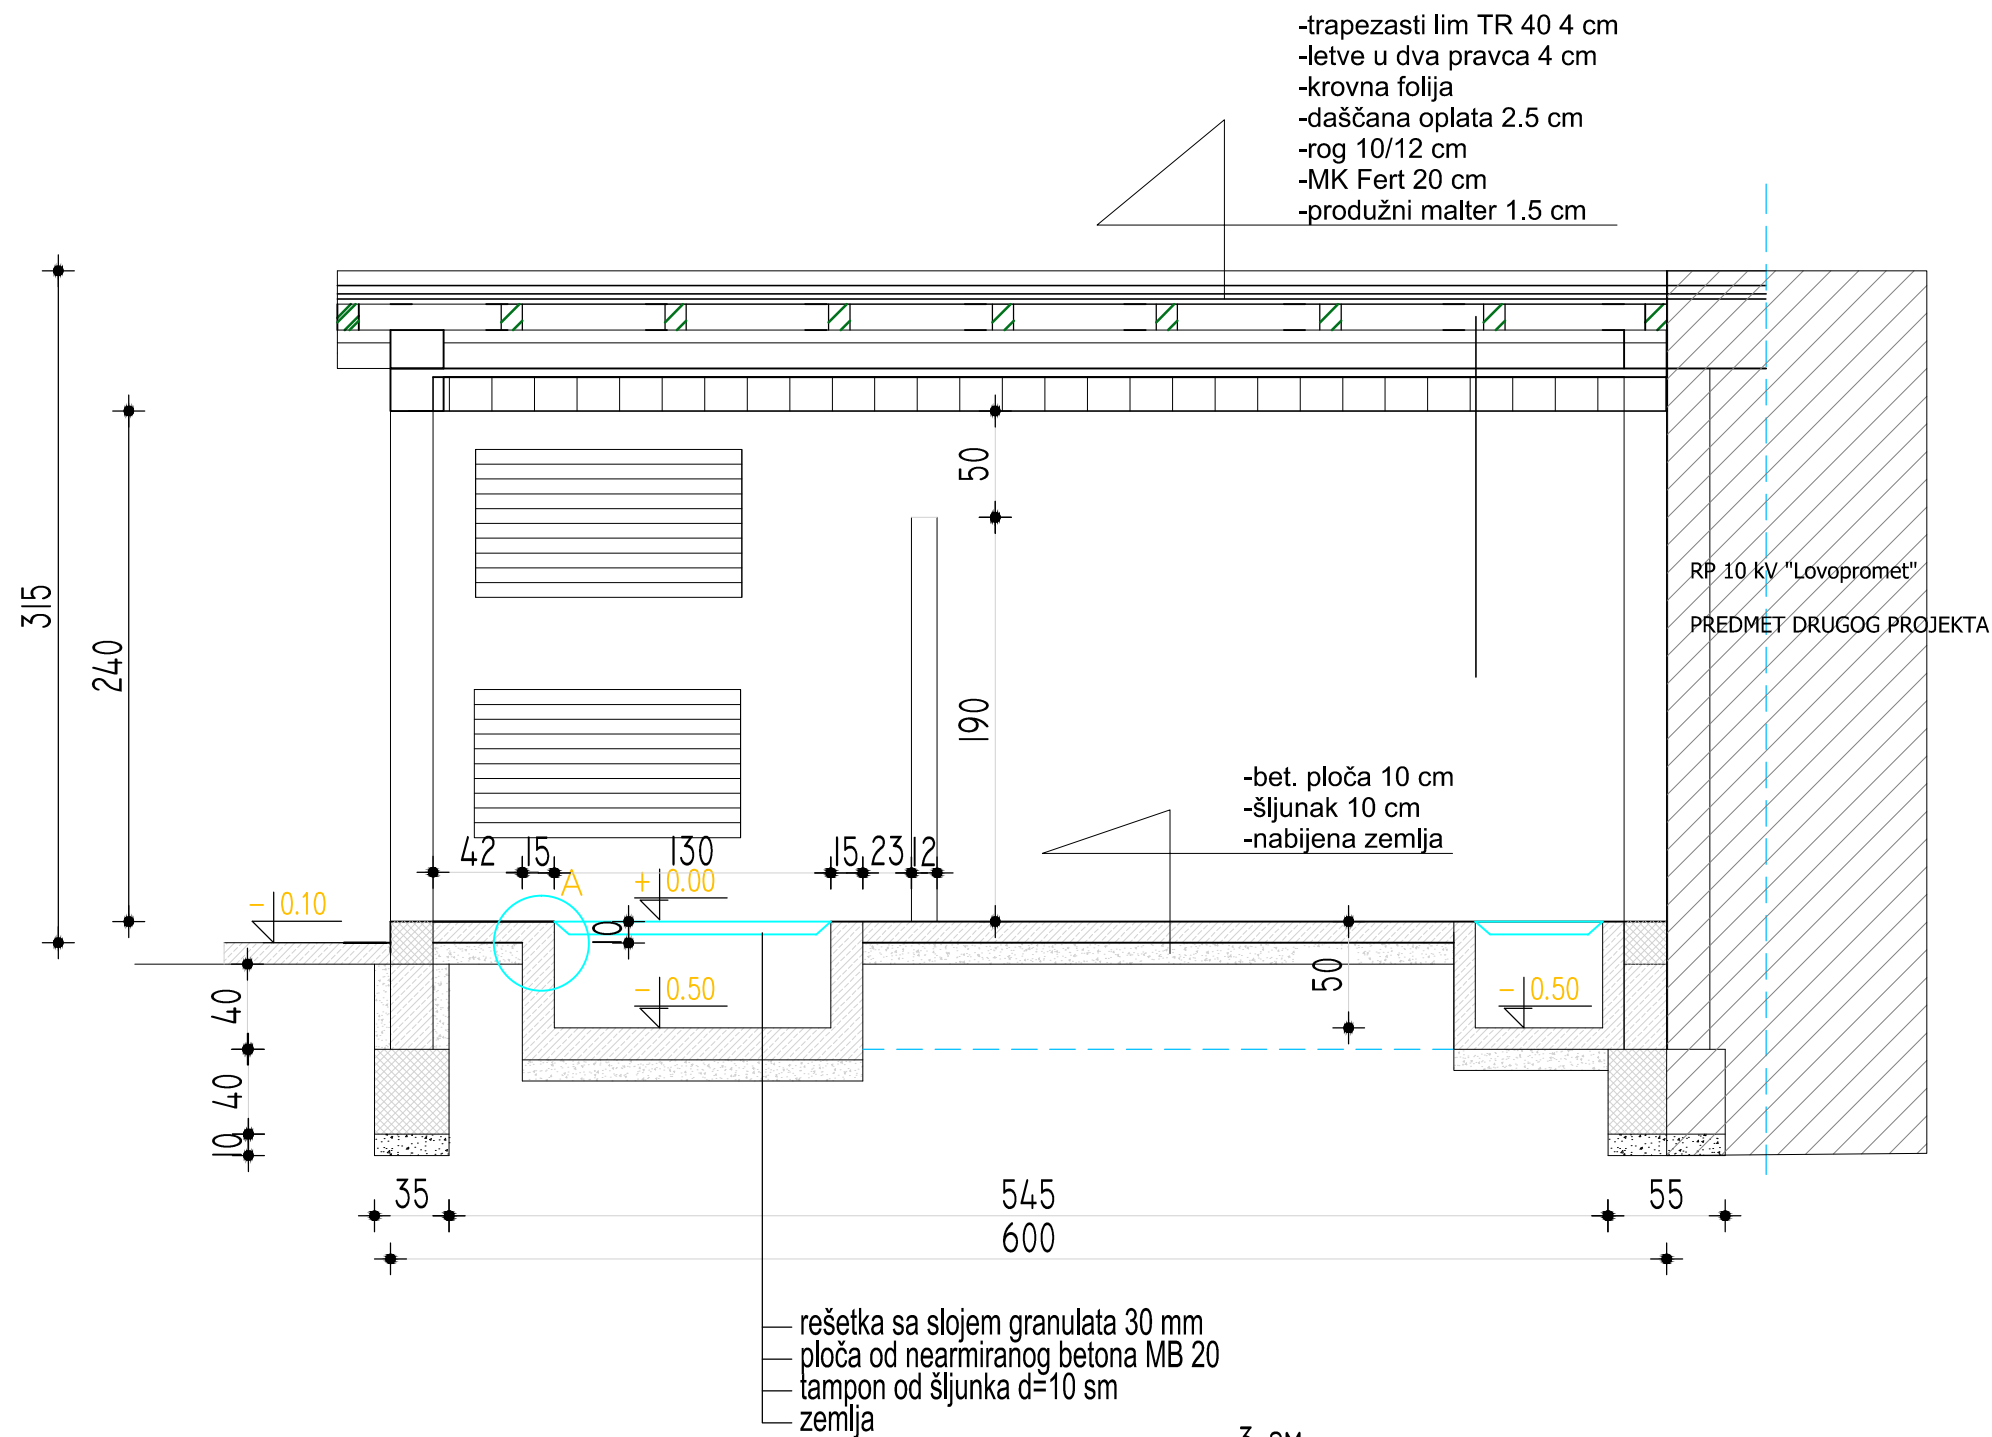 -trapezasti lim TR 40 4 cm
-letve u dva pravca 4 cm
-krovna folija
-daščana oplata 2.5 cm
-rog 10/12 cm
-MK Fert 20 cm
-produžni malter 1.5 cm
315
240
50
190
RP 10 kV "Lovopromet"
PREDMET DRUGOG PROJEKTA
-bet. ploča 10 cm
-šljunak 10 cm
-nabijena zemlja
42 15 130 15 23 12
A
+ 0.00
- 0.10
10
50
- 0.50
- 0.50
40
40
10
35 545 55
600
rešetka sa slojem granulata 30 mm
ploča od nearmiranog betona MB 20
tampon od šljunka d=10 sm
zemlja